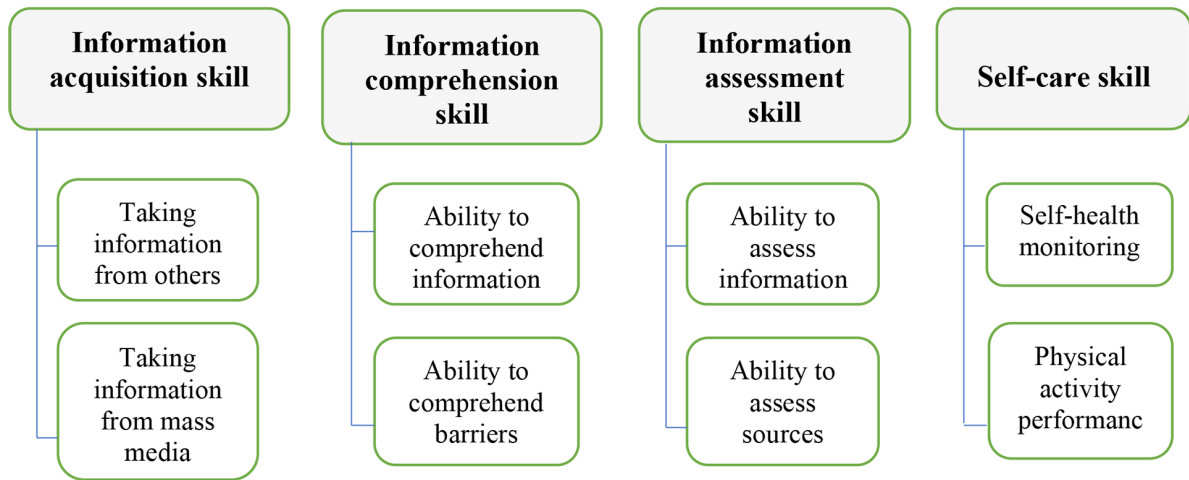 Information
acquisition skill
Taking
information
from others
Taking
information
from mass
media
Information
comprehension
skill
Ability to
comprehend
information
Ability to
comprehend
barriers
Information
assessment
skill
Ability to
assess
information
Ability to
assess
sources
Self-care skill
Self-health
monitoring
Physical
activity
performanc